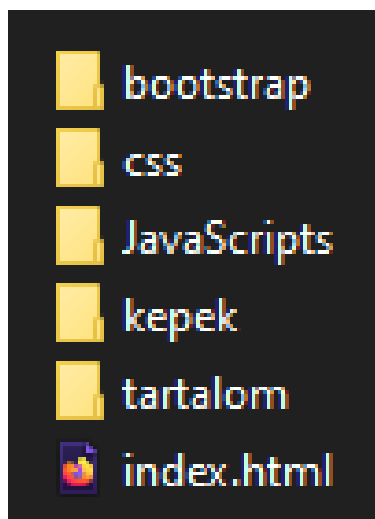 bootstrap
css
JavaScripts
kepek
tartalom
index.html